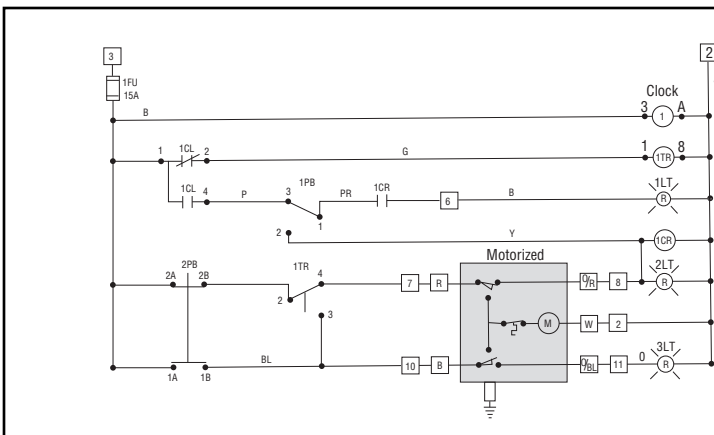 3
2
1FU
15A
B
Clock
3 1 A
1 1CL 2
G
1 1TR 8
1CL 4
P
3 1PB
1
PR
1CR
6
B
1LT
R
2
Y
1CR
Motorized
2PB
2A 2B
1TR
4
2
3
7 R
O/R 8
2LT
R
M
W 2
BL
1A 1B
10 B
O/BL 11
0
3LT
R